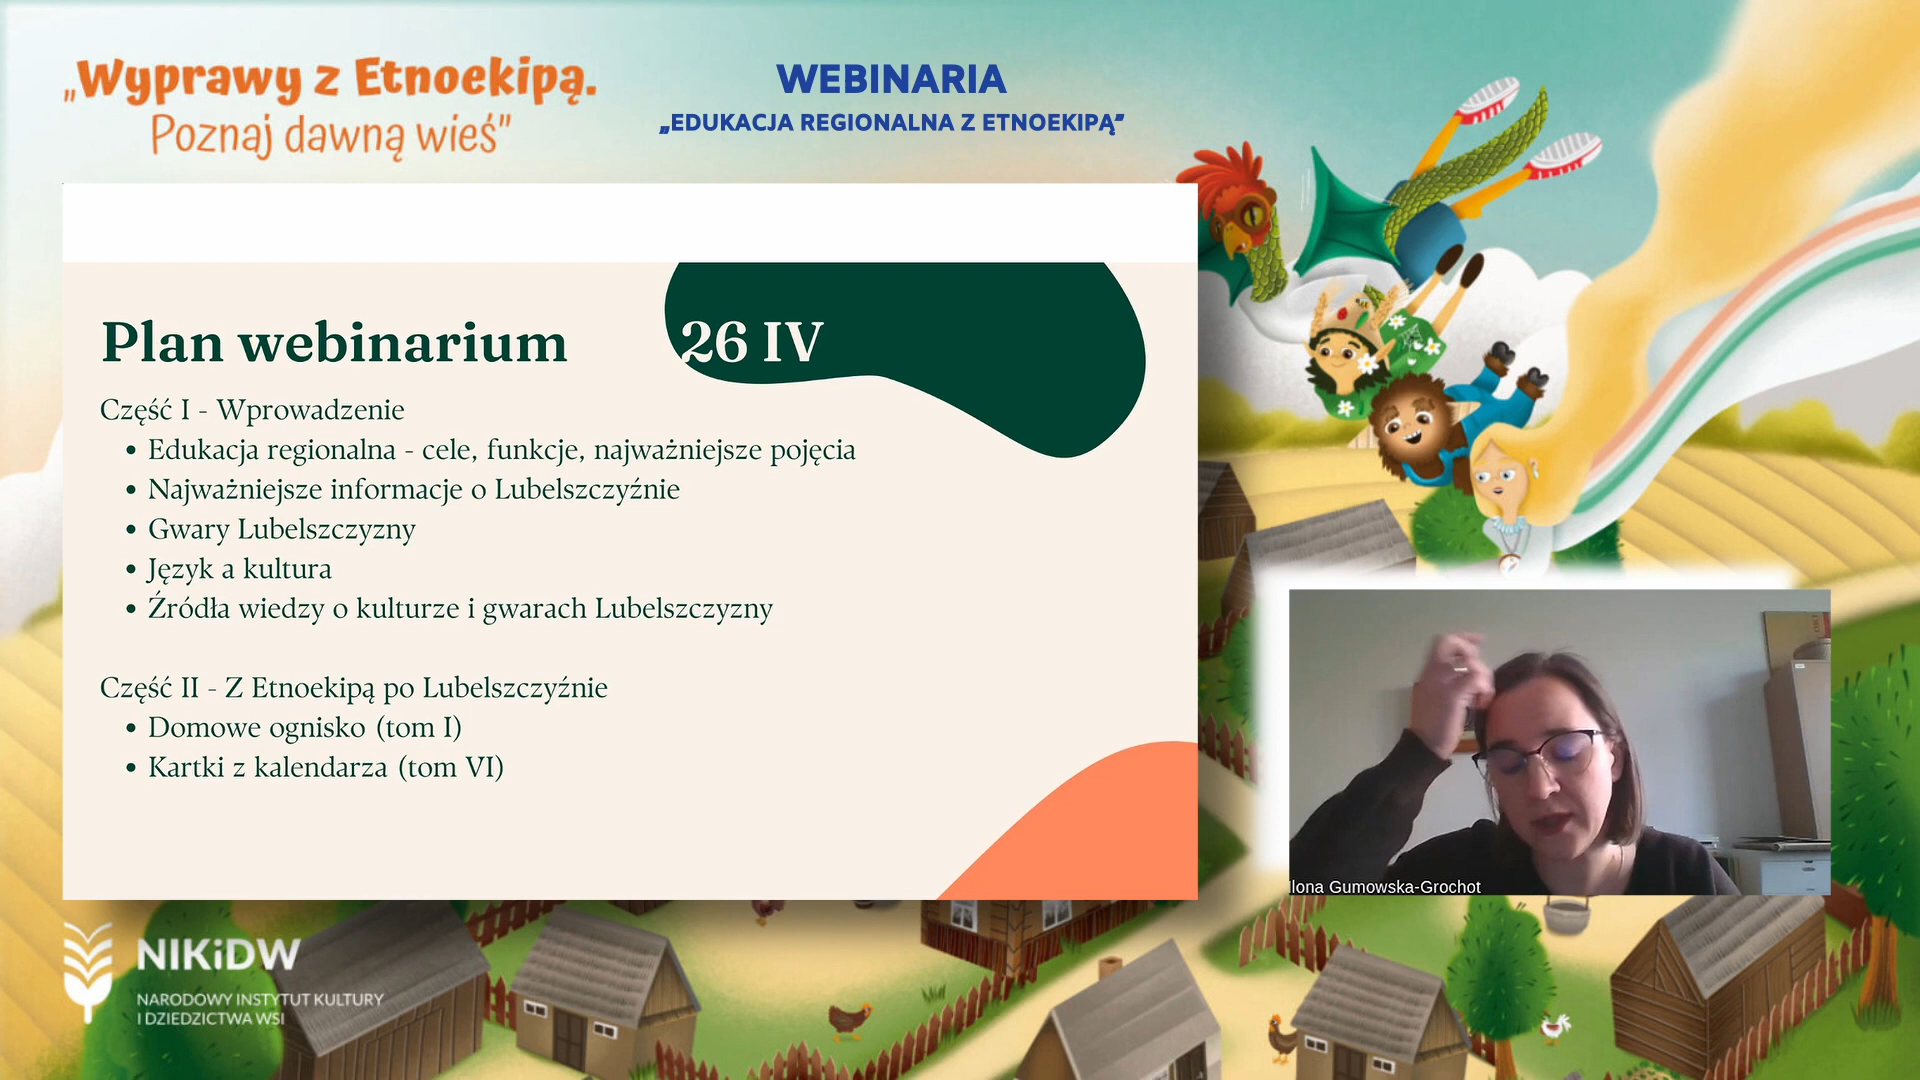 „Wyprawy z Etnoekipą.
Poznaj dawną wieś”
WEBINARIA
„EDUKACJA REGIONALNA Z ETNOEKIPĄ”
Plan webinarium 26 IV
Część I - Wprowadzenie
• Edukacja regionalna - cele, funkcje, najważniejsze pojęcia
• Najważniejsze informacje o Lubelszczyźnie
• Gwary Lubelszczyzny
• Język a kultura
• Źródła wiedzy o kulturze i gwarach Lubelszczyzny
Część II - Z Etnoekipą po Lubelszczyźnie
• Domowe ognisko (tom I)
• Kartki z kalendarza (tom VI)
Ilona Gumowska-Grochot
NIKiDW
NARODOWY INSTYTUT KULTURY
I DZIEDZICTWA WSI